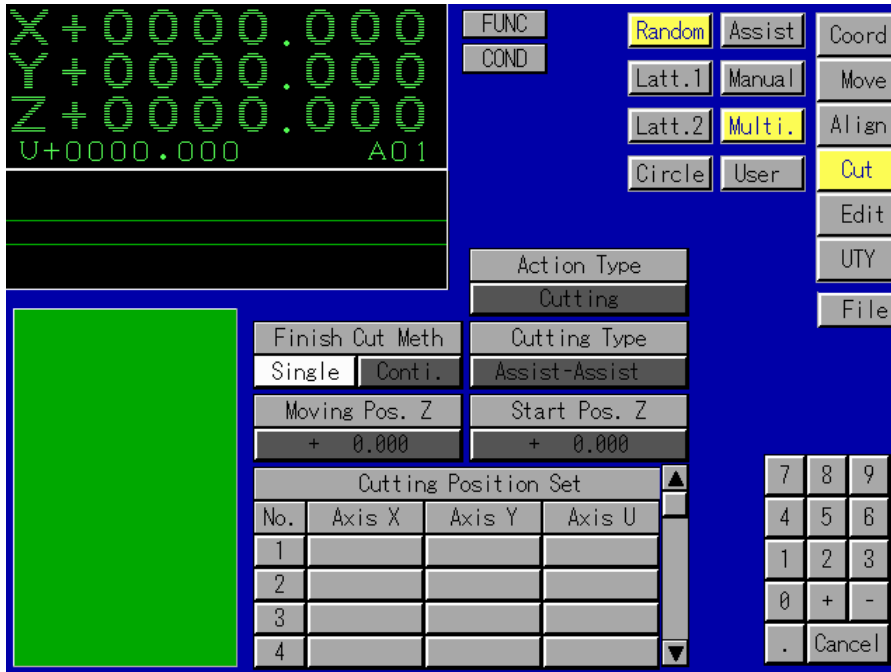 X+0000.000
Y+0000.000
Z+0000.000
U+0000.000 A01
FUNC
COND
Random Assist
Latt.1 Manual
Latt.2 Multi.
Circle User
Coord
Move
Align
Cut
Edit
UTY
File
Action Type
Cutting
Finish Cut Meth
Single Conti.
Cutting Type
Assist-Assist
Moving Pos. Z
+ 0.000
Start Pos. Z
+ 0.000
Cutting Position Set
No. Axis X Axis Y Axis U
1
2
3
4
7 8 9
4 5 6
1 2 3
0 + -
. Cancel